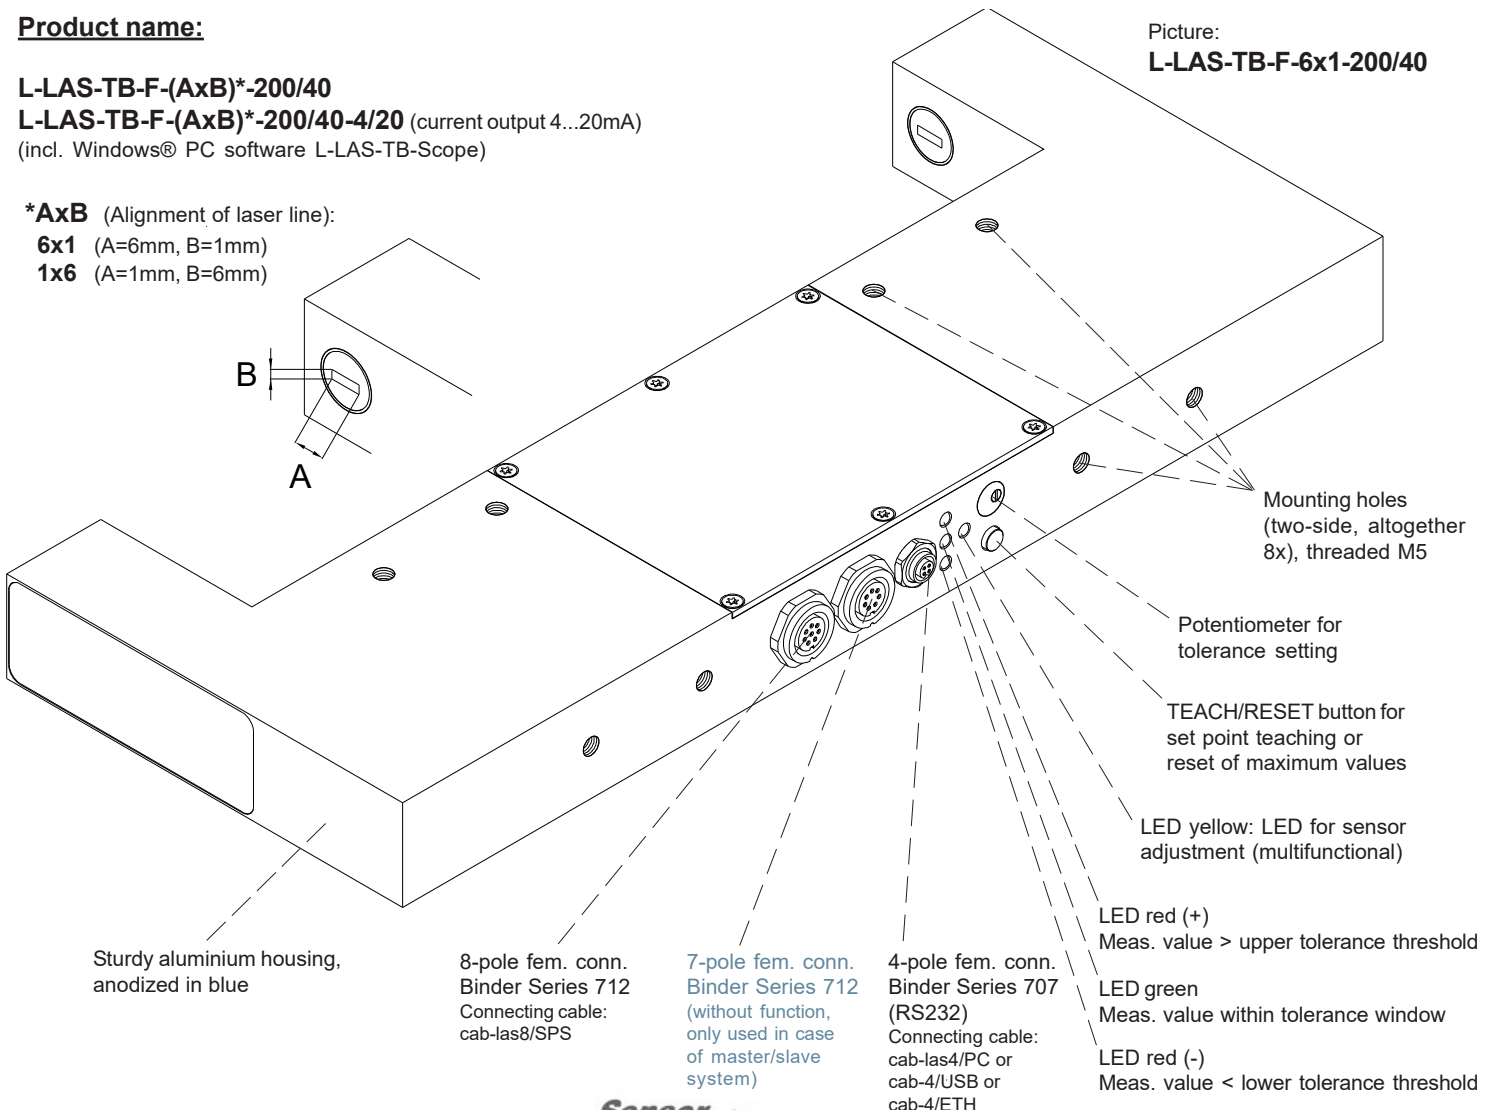 Product name:
L-LAS-TB-F-(AxB)*-200/40
L-LAS-TB-F-(AxB)*-200/40-4/20 (current output 4...20mA)
(incl. Windows® PC software L-LAS-TB-Scope)
*AxB (Alignment of laser line):
6x1 (A=6mm, B=1mm)
1x6 (A=1mm, B=6mm)
Picture:
L-LAS-TB-F-6x1-200/40
B
A
Mounting holes
(two-side, altogether
8x), threaded M5
Potentiometer for
tolerance setting
TEACH/RESET button for
set point teaching or
reset of maximum values
LED yellow: LED for sensor
adjustment (multifunctional)
LED red (+)
Meas. value > upper tolerance threshold
LED green
Meas. value within tolerance window
LED red (-)
Meas. value < lower tolerance threshold
Sturdy aluminium housing,
anodized in blue
8-pole fem. conn.
Binder Series 712
Connecting cable:
cab-las8/SPS
7-pole fem. conn.
Binder Series 712
(without function,
only used in case
of master/slave
system)
4-pole fem. conn.
Binder Series 707
(RS232)
Connecting cable:
cab-las4/PC or
cab-4/USB or
cab-4/ETH
Sensor